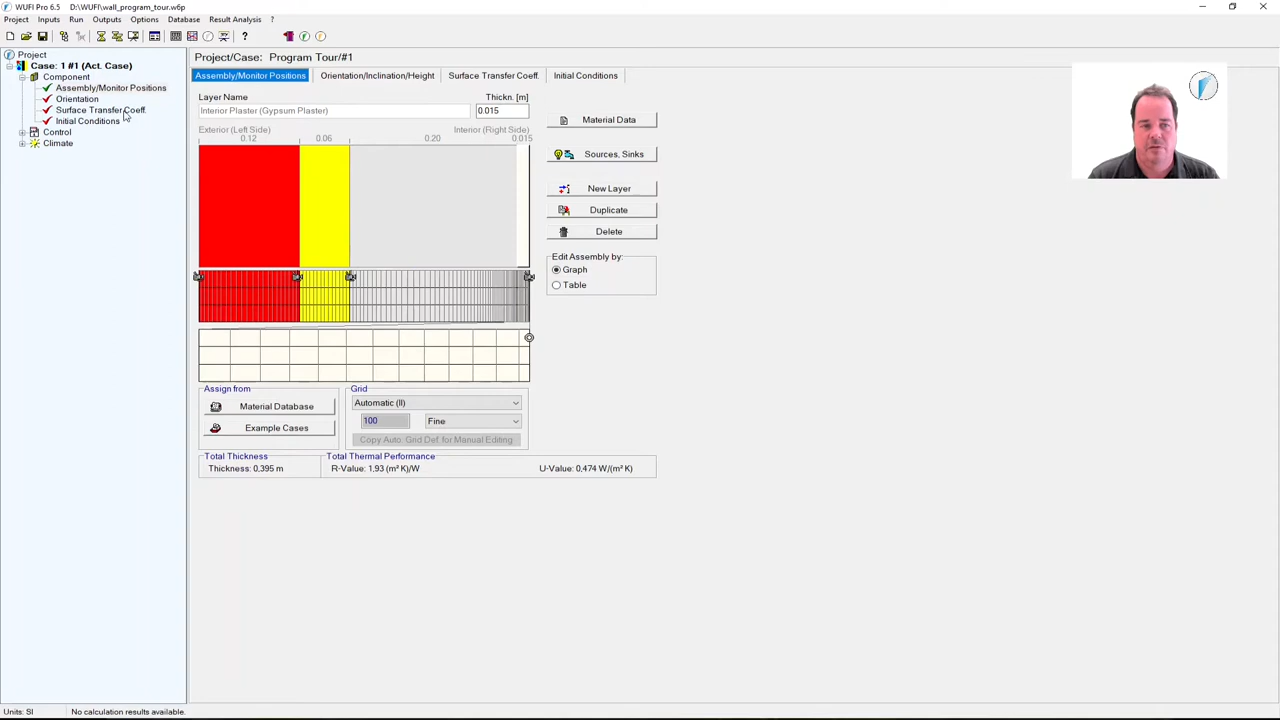 WUFI Pro 6.5 D:\WUFI\wall_program_tour.w6p
Project Inputs Run Outputs Options Database Result Analysis ?
Project
Case: 1 #1 (Act. Case)
Component
Assembly/Monitor Positions
Orientation
Surface Transfer Coeff.
Initial Conditions
Control
Climate
Project/Case: Program Tour/#1
Assembly/Monitor Positions Orientation/Inclination/Height Surface Transfer Coeff. Initial Conditions
Layer Name Thickn. [m]
Interior Plaster (Gypsum Plaster) 0.015
Exterior (Left Side) Interior (Right Side)
0.12 0.06 0.20 0.015
Material Data
Sources, Sinks
New Layer
Duplicate
Delete
Edit Assembly by:
Graph
Table
Assign from
Material Database
Example Cases
Grid
Automatic (II)
100 Fine
Copy Auto. Grid Def. for Manual Editing
Total Thickness Total Thermal Performance
Thickness: 0,395 m R-Value: 1.93 (m² K)/W U-Value: 0,474 W/(m² K)
Units: SI No calculation results available.